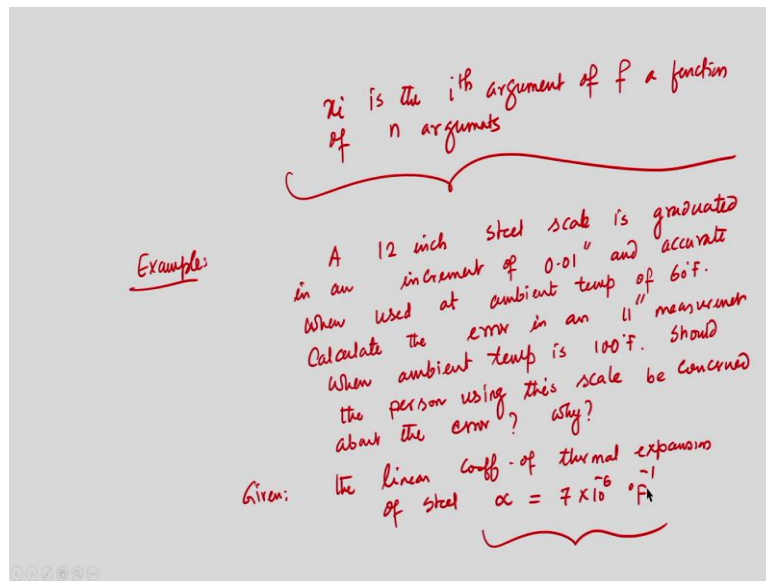 xi is the ith argument of f a function
of n arguments
Example:
A 12 inch steel scale is graduated
in an increment of 0.01" and accurate
when used at ambient temp of 60°F.
Calculate the error in an 11" measurement
when ambient temp is 100°F. Should
the person using this scale be concerned
about the error? why?
Given: the linear coeff. of thermal expansion
of steel α = 7 × 10⁻⁶ °F⁻¹